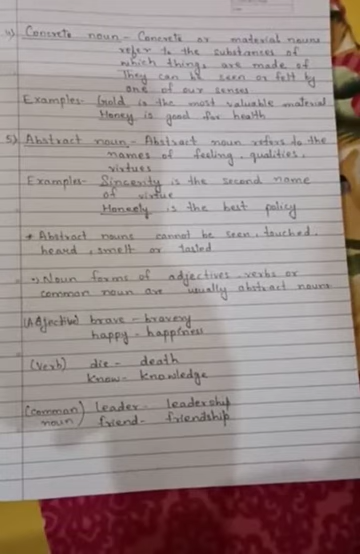 4) Concrete noun - Concrete or material nouns
refer to the substances of
which things are made of
They can be seen or felt by
one of our senses.
Examples - Gold is the most valuable material
Honey is good for health
5) Abstract noun - Abstract noun refers to the
names of feeling, qualities,
virtues
Examples - Sincerity is the second name
of virtue
Honesty is the best policy
* Abstract nouns cannot be seen, touched,
heard, smelt or tasted
→ Noun forms of adjectives, verbs or
common noun are usually abstract nouns
(Adjective) brave - bravery
happy - happiness
(Verb) die - death
know - knowledge
(common noun) leader - leadership
friend - friendship